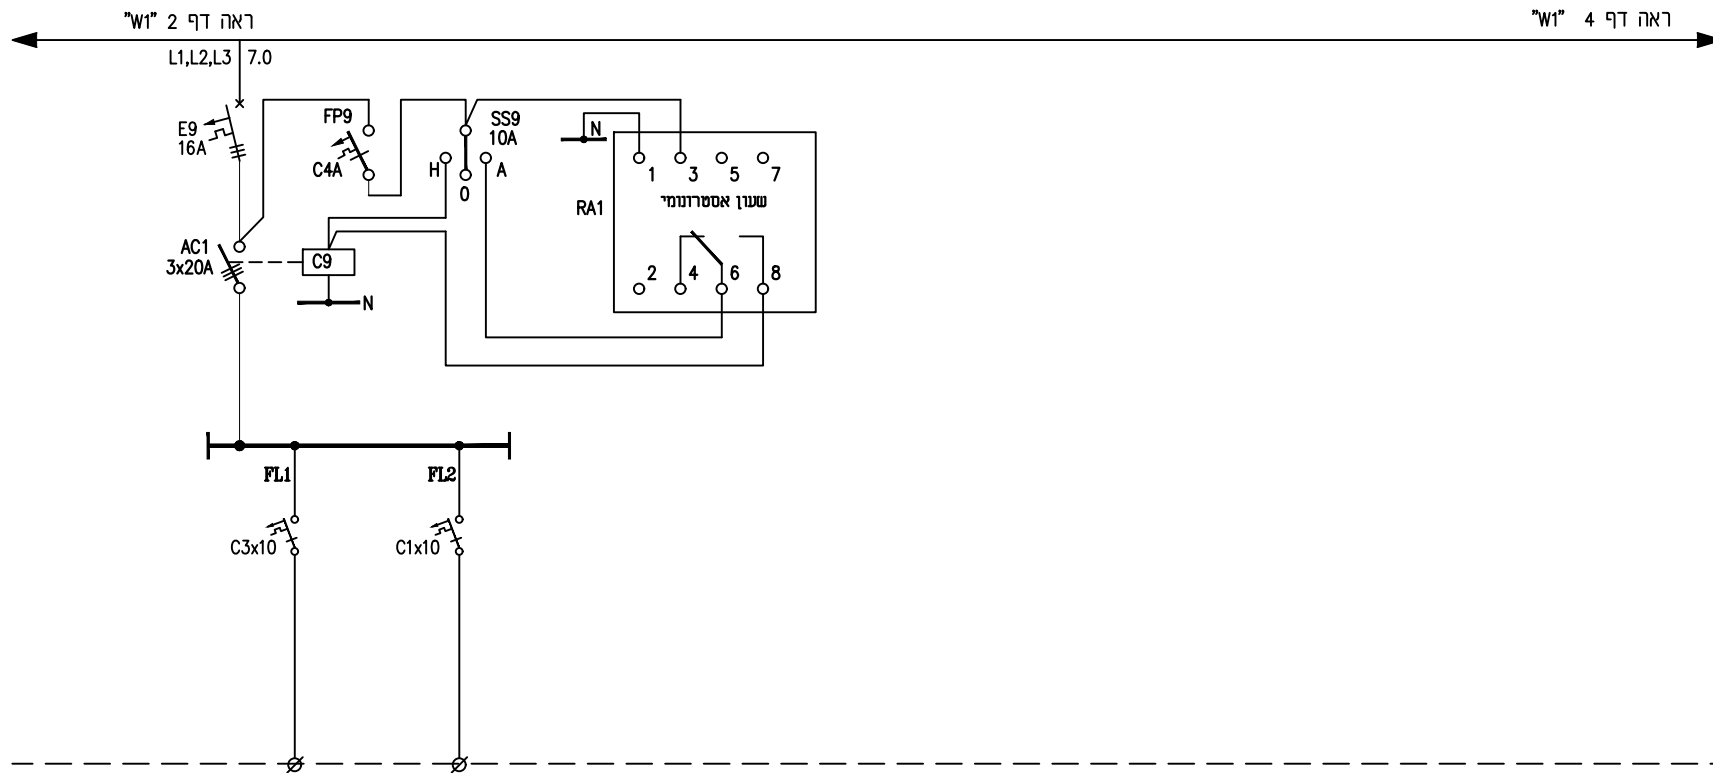 ראה דף 2 "W1"
ראה דף 4 "W1"
L1,L2,L3 7.0
E9
16A
FP9
C4A
SS9
10A
H
0
A
N
RA1
1 3 5 7
שעון אסטרונומי
2 4 6 8
AC1
3x20A
C9
N
FL1
FL2
C3x10
C1x10